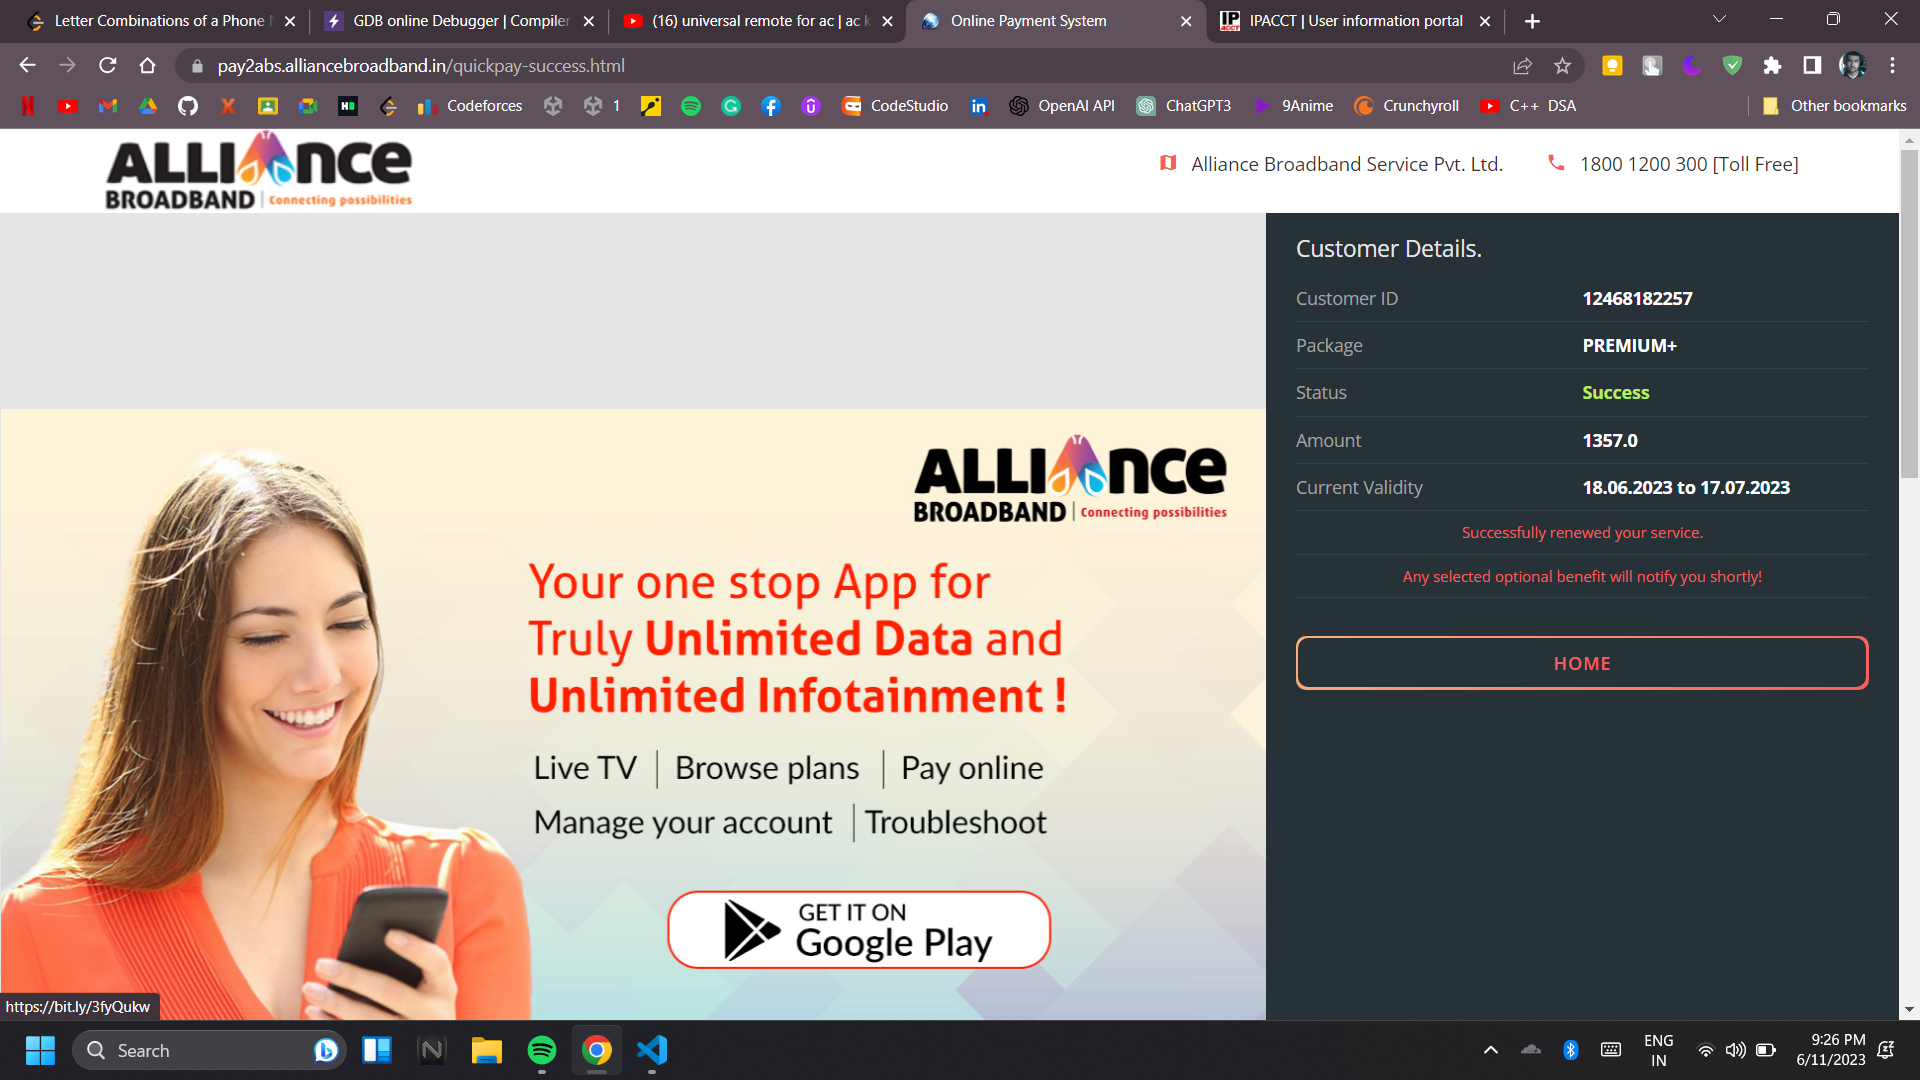 Letter Combinations of a Phone
GDB online Debugger | Compiler
(16) universal remote for ac | ac k
Online Payment System
IPACCT | User information portal
pay2abs.alliancebroadband.in/quickpay-success.html
Codeforces
1
CodeStudio
OpenAI API
ChatGPT3
9Anime
Crunchyroll
C++ DSA
Other bookmarks
ALLIANCE
BROADBAND | Connecting possibilities
Alliance Broadband Service Pvt. Ltd.
1800 1200 300 [Toll Free]
Customer Details.
Customer ID 12468182257
Package PREMIUM+
Status Success
Amount 1357.0
Current Validity 18.06.2023 to 17.07.2023
Successfully renewed your service.
Any selected optional benefit will notify you shortly!
HOME
ALLIANCE
BROADBAND | Connecting possibilities
Your one stop App for
Truly Unlimited Data and
Unlimited Infotainment !
Live TV | Browse plans | Pay online
Manage your account | Troubleshoot
GET IT ON
Google Play
https://bit.ly/3fyQukw
Search
ENG
IN
9:26 PM
6/11/2023